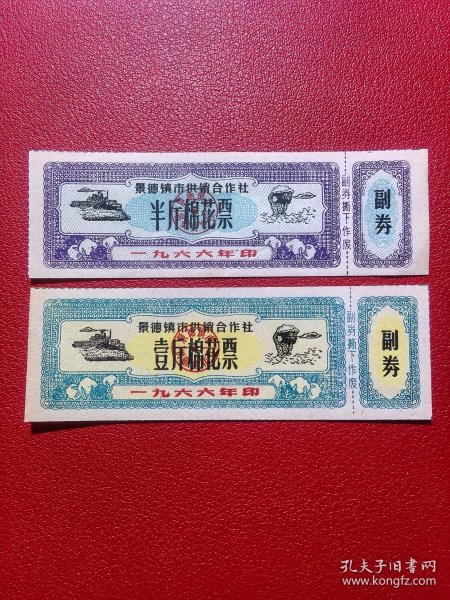 景德镇市供销合作社
半斤棉花票
一九六六年印
副券撕下作废
副券
景德镇市供销合作社
壹斤棉花票
一九六六年印
副券撕下作废
副券
孔夫子旧书网
www.kongfz.com